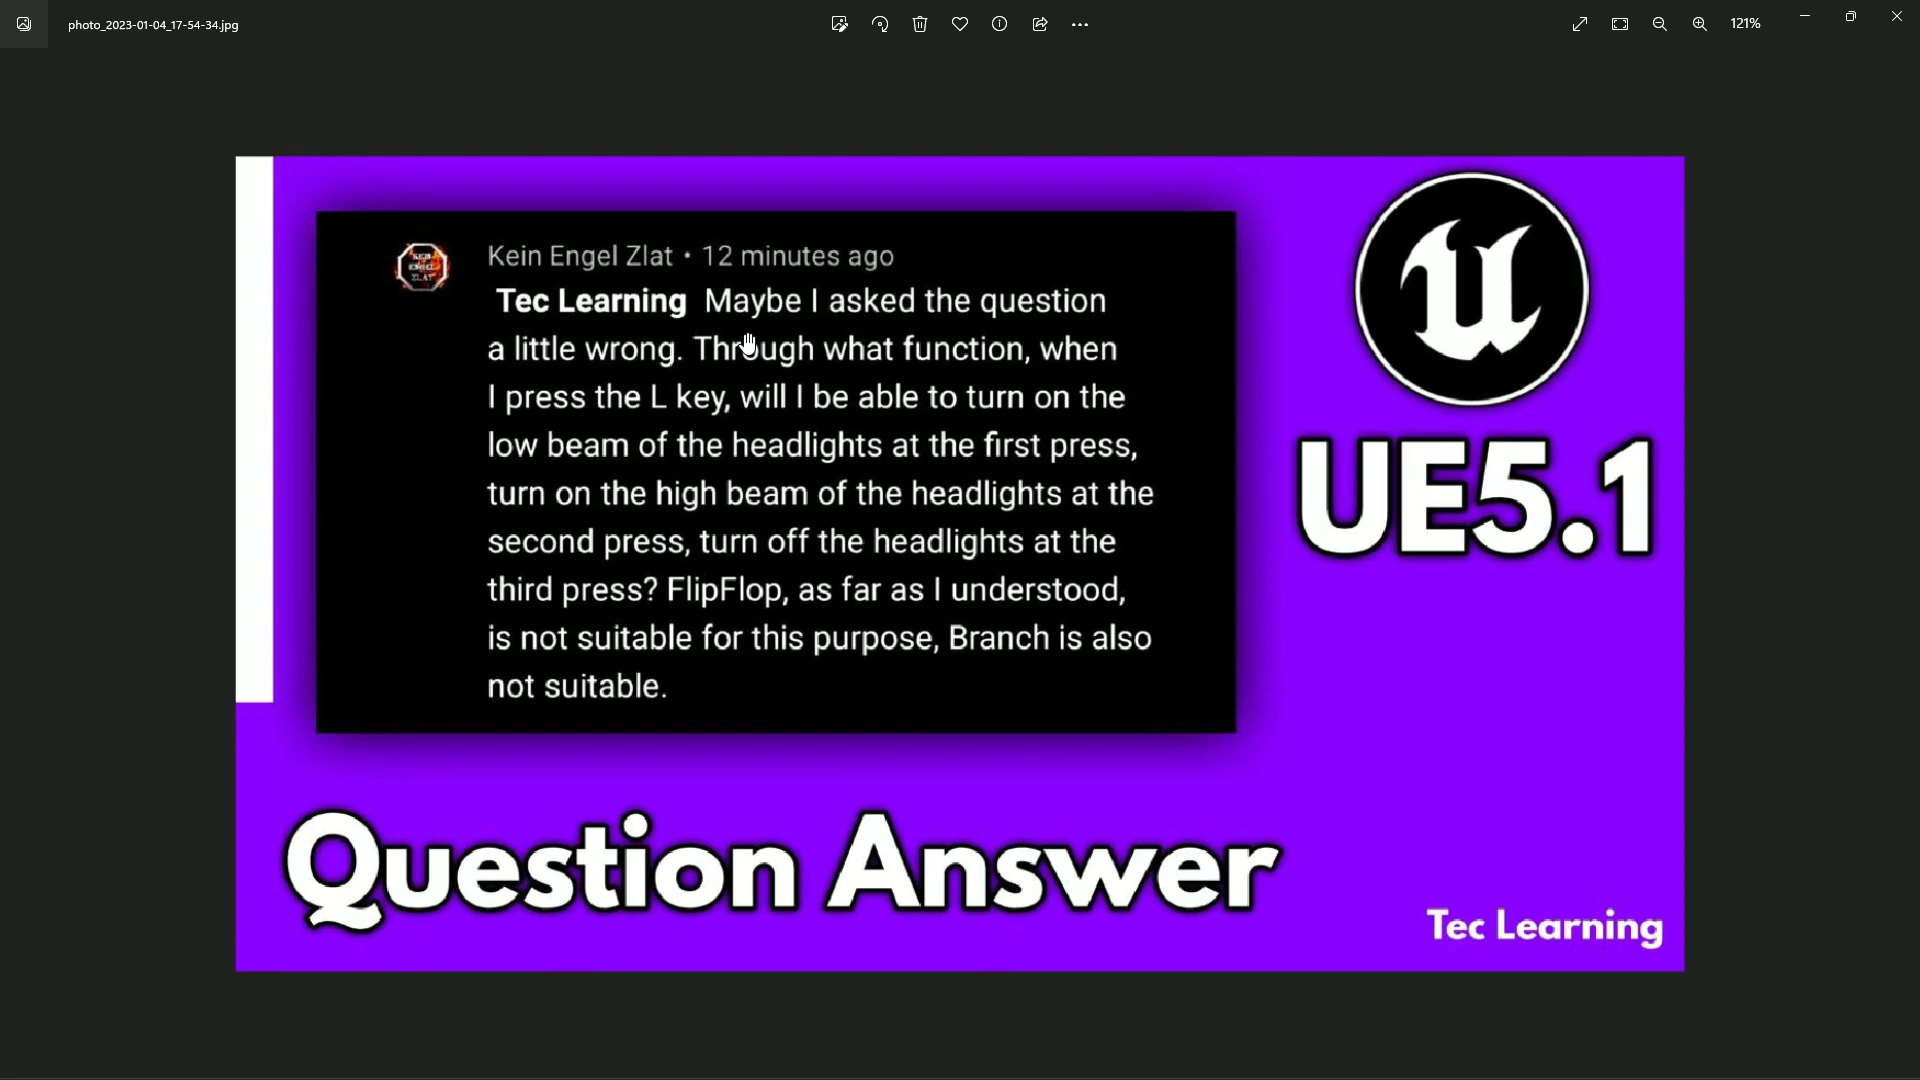 photo_2023-01-04_17-54-34.jpg
121%
Kein Engel Zlat • 12 minutes ago
Tec Learning Maybe I asked the question
a little wrong. Through what function, when
I press the L key, will I be able to turn on the
low beam of the headlights at the first press,
turn on the high beam of the headlights at the
second press, turn off the headlights at the
third press? FlipFlop, as far as I understood,
is not suitable for this purpose, Branch is also
not suitable.
KEIN
ENGEL
ZLAT
UE5.1
Question Answer
Tec Learning